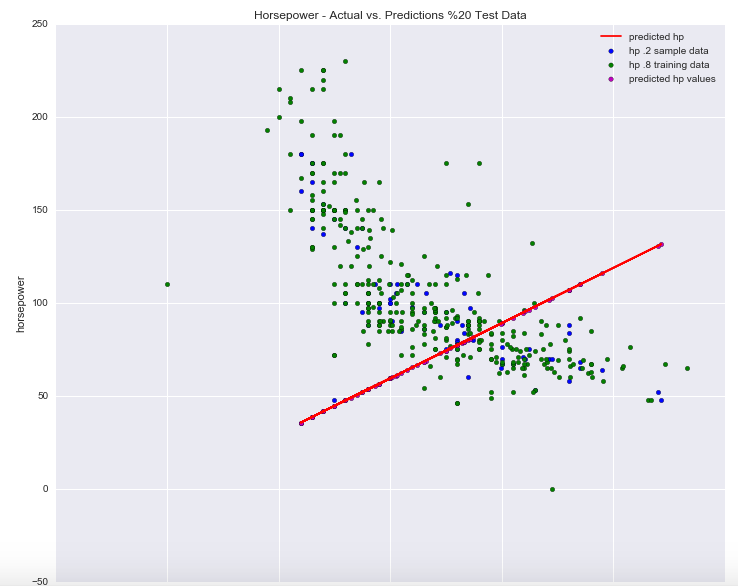 Horsepower - Actual vs. Predictions %20 Test Data
predicted hp
hp .2 sample data
hp .8 training data
predicted hp values
horsepower
250
200
150
100
50
0
−50